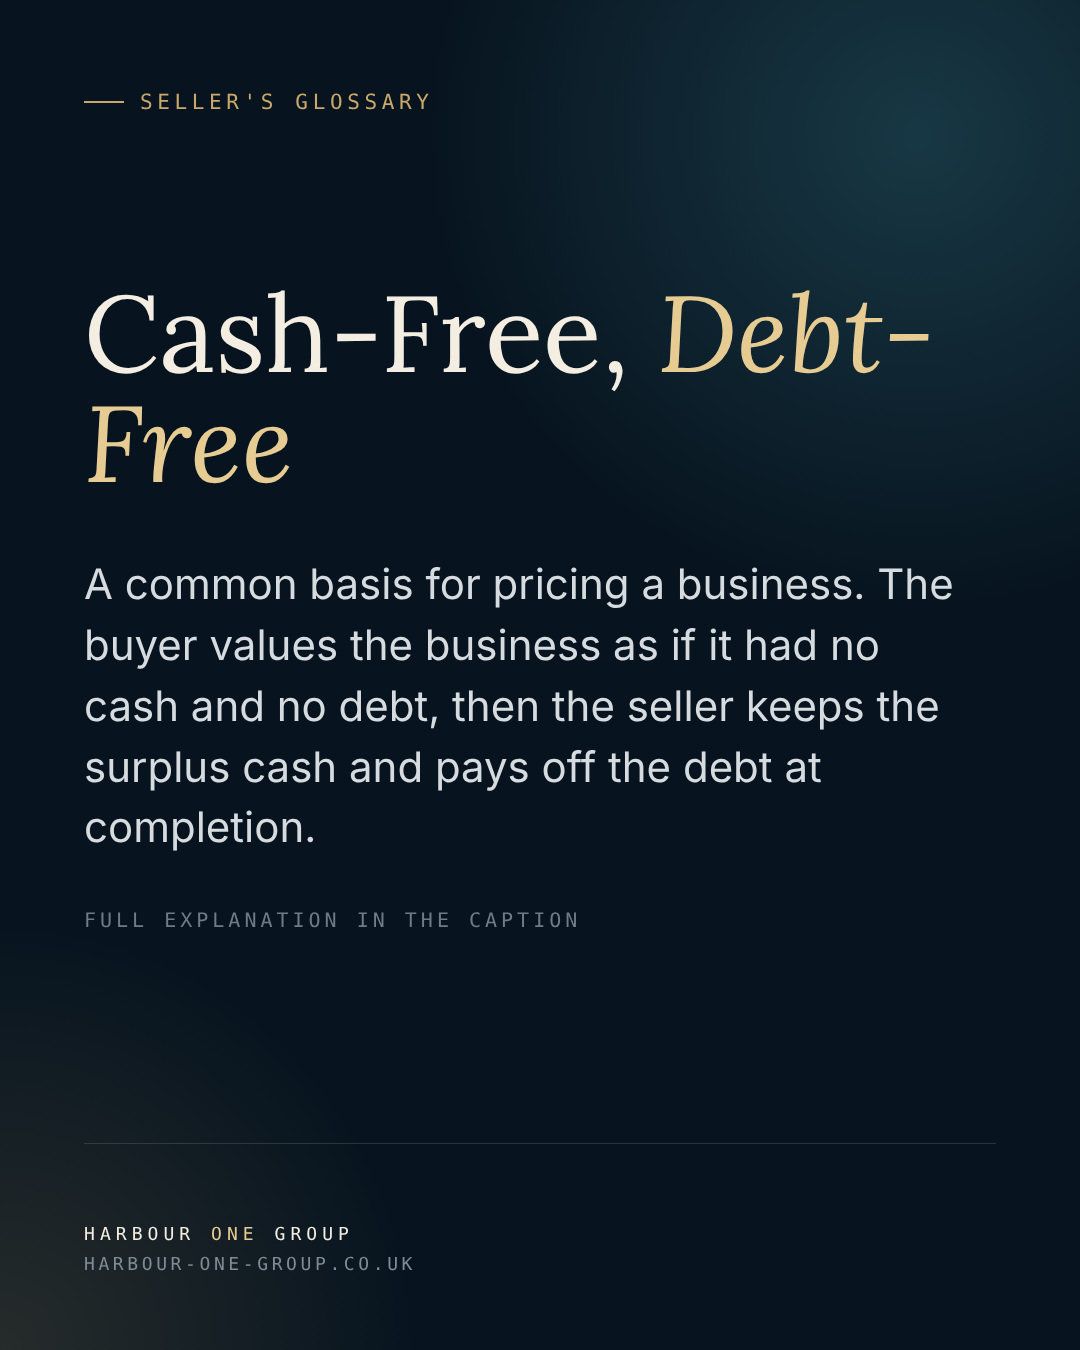 SELLER'S GLOSSARY
Cash-Free, Debt-
Free
A common basis for pricing a business. The
buyer values the business as if it had no
cash and no debt, then the seller keeps the
surplus cash and pays off the debt at
completion.
FULL EXPLANATION IN THE CAPTION
HARBOUR ONE GROUP
HARBOUR-ONE-GROUP.CO.UK